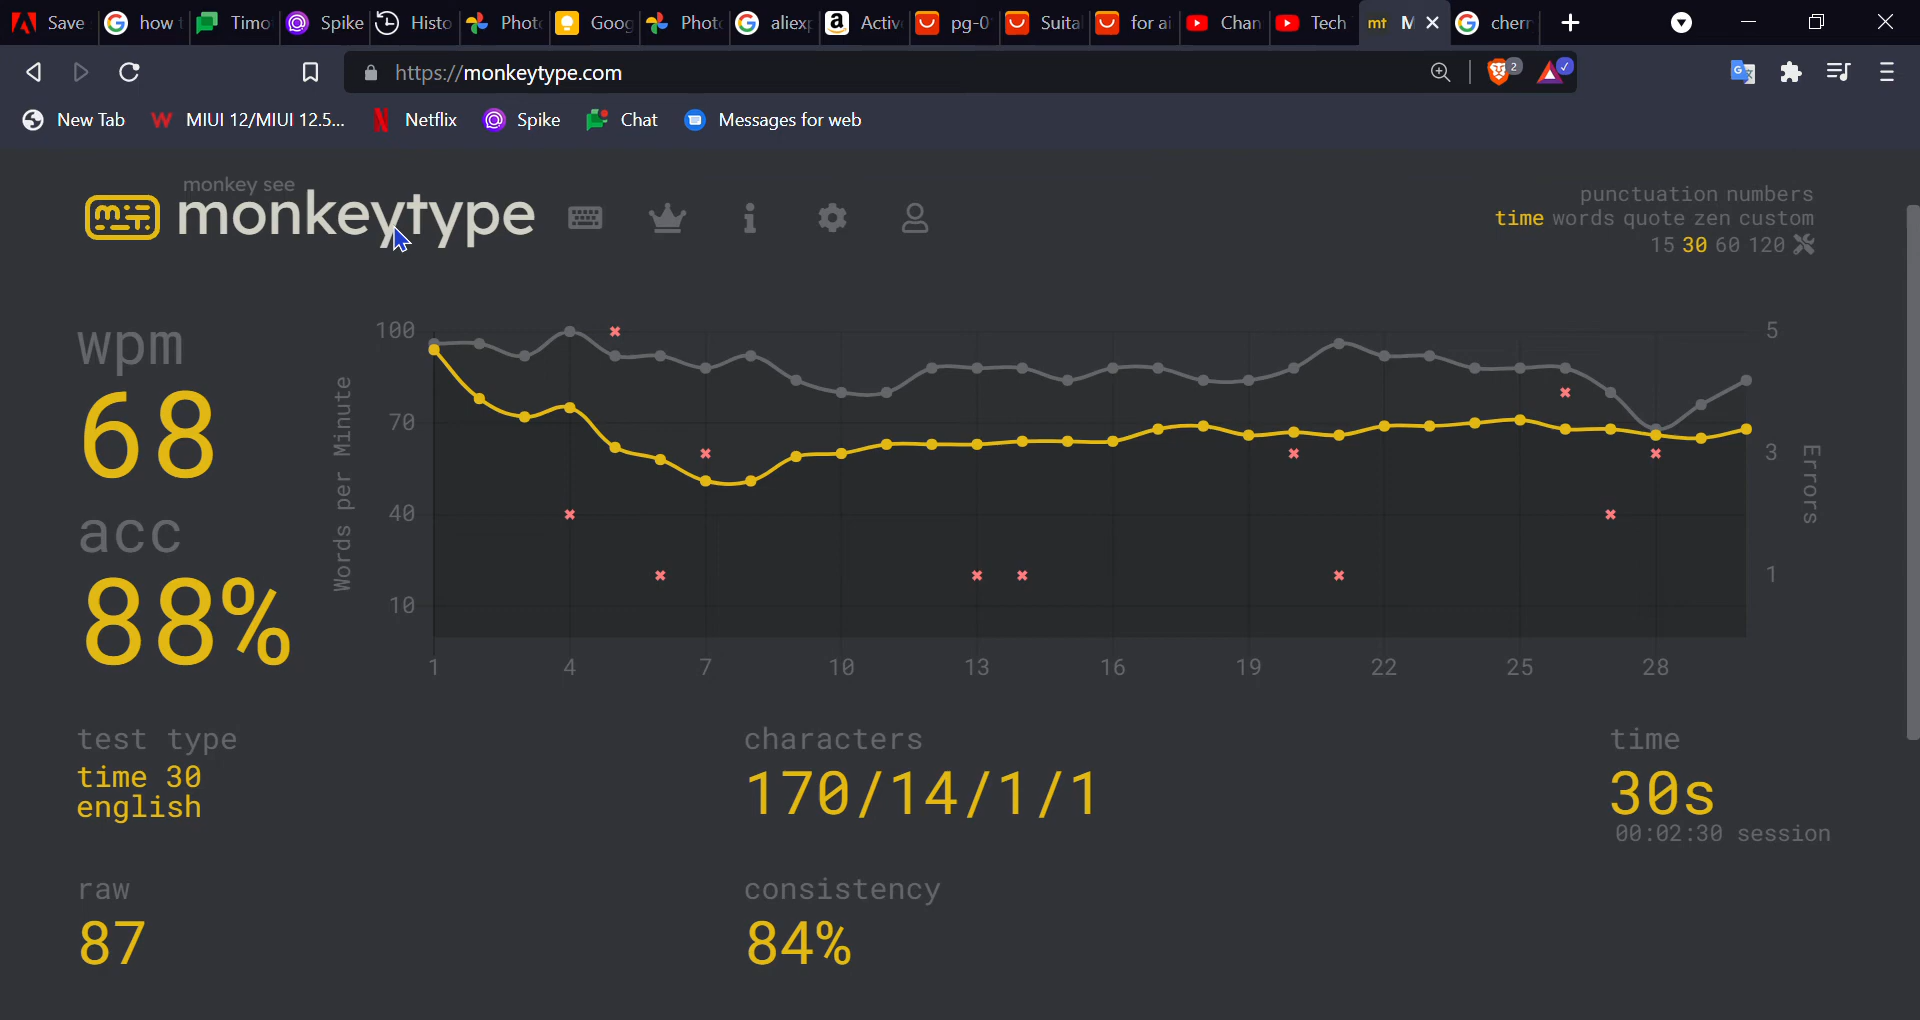 Save
how t
Timo
Spike
Histo
Photo
Goog
Photo
aliexp
Activ
pg-0
Suita
for ai
Chan
Tech
mt M
cherr
https://monkeytype.com
2
New Tab
MIUI 12/MIUI 12.5...
Netflix
Spike
Chat
Messages for web
monkey see
monkeytype
punctuation numbers
time words quote zen custom
15 30 60 120
wpm
68
acc
88%
Words per Minute
100
70
40
10
1 4 7 10 13 16 19 22 25 28
5
3
1
Errors
test type
time 30
english
characters
170/14/1/1
time
30s
00:02:30 session
raw
87
consistency
84%